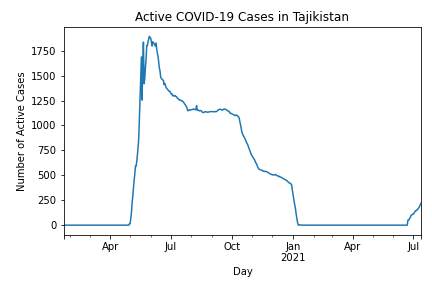 Active COVID-19 Cases in Tajikistan
Number of Active Cases
1750
1500
1250
1000
750
500
250
0
Apr Jul Oct Jan Apr Jul
2021
Day